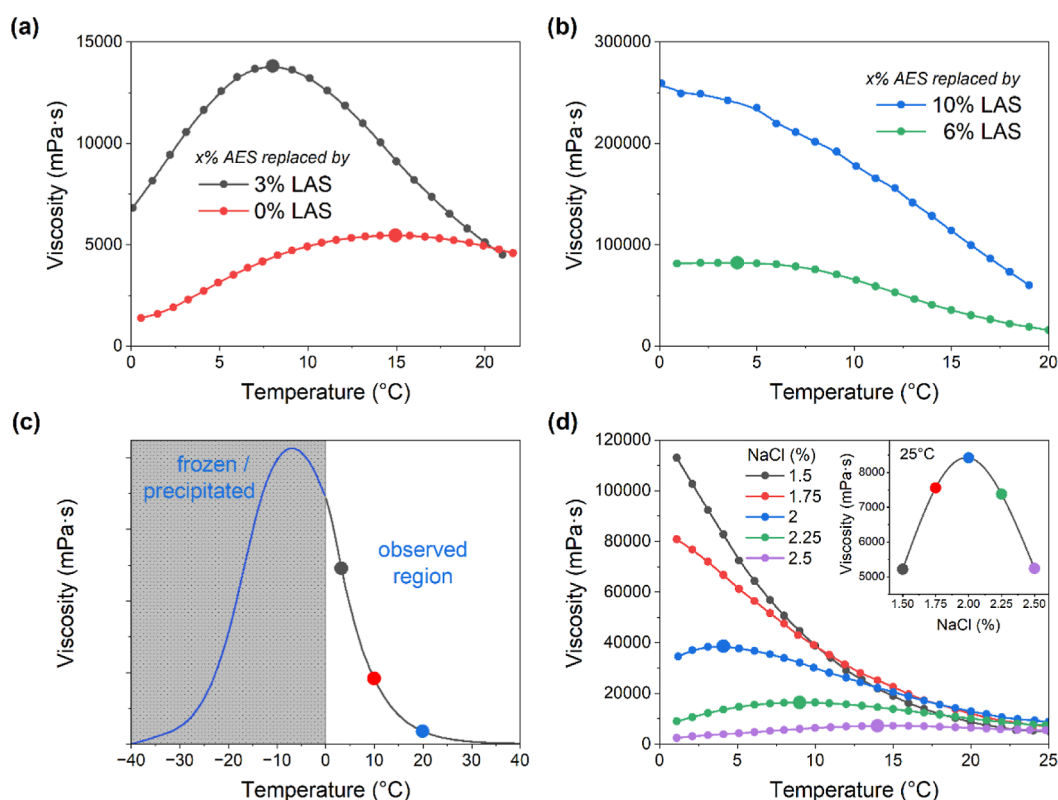 (a)
15000
10000
5000
0
Viscosity (mPa·s)
x% AES replaced by
3% LAS
0% LAS
0
5
10
15
20
Temperature (°C)
(b)
300000
250000
200000
150000
100000
50000
0
Viscosity (mPa·s)
x% AES replaced by
10% LAS
6% LAS
0
5
10
15
20
Temperature (°C)
(c)
Viscosity (mPa·s)
frozen /
precipitated
observed
region
−40
−30
−20
−10
0
10
20
30
40
Temperature (°C)
(d)
120000
100000
80000
60000
40000
20000
0
Viscosity (mPa·s)
NaCl (%)
1.5
1.75
2
2.25
2.5
25°C
8000
7000
6000
5000
Viscosity (mPa·s)
1.50
1.75
2.00
2.25
2.50
NaCl (%)
0
5
10
15
20
25
Temperature (°C)